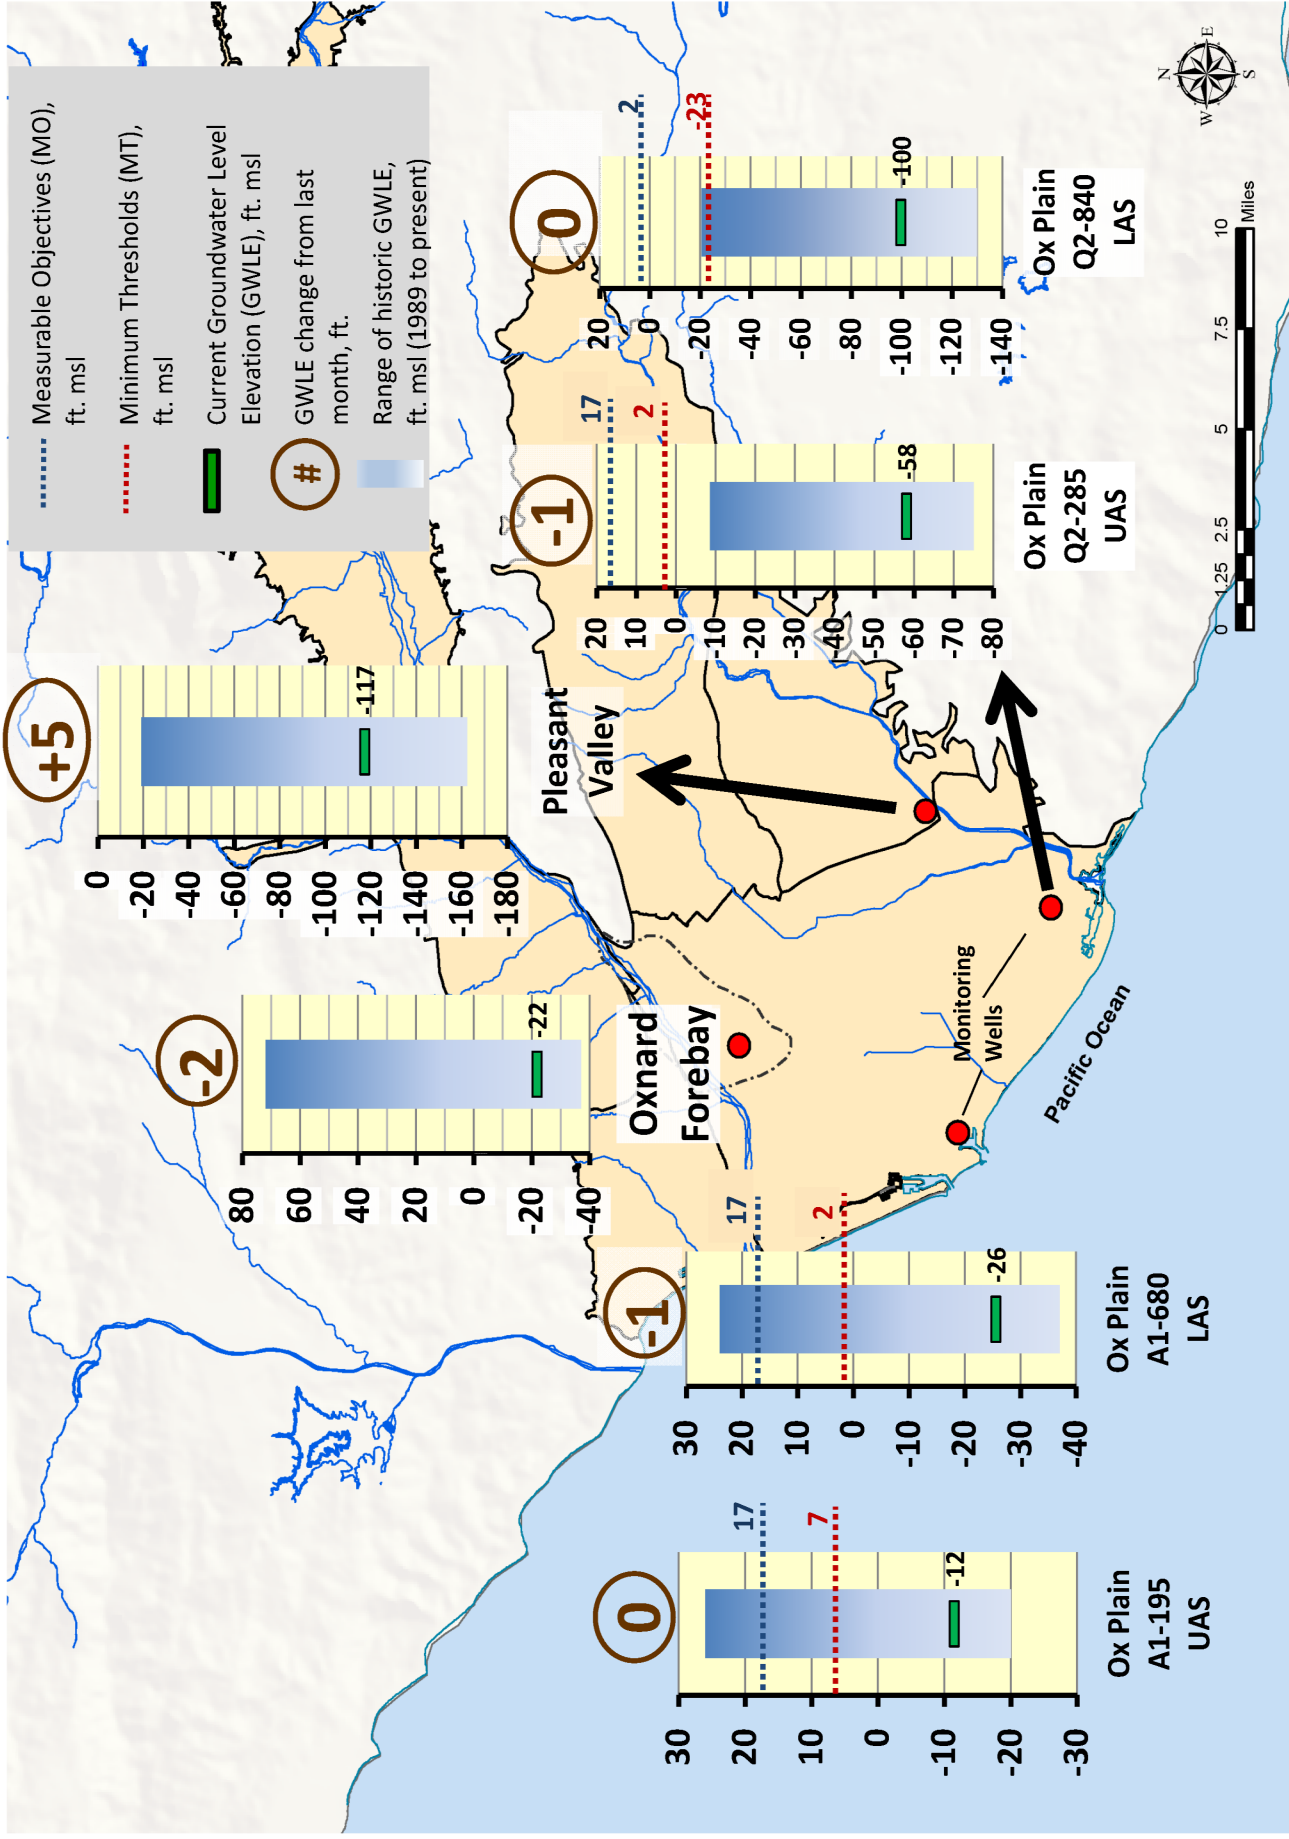 Measurable Objectives (MO),
ft. msl
Minimum Thresholds (MT),
ft. msl
Current Groundwater Level
Elevation (GWLE), ft. msl
#
GWLE change from last
month, ft.
Range of historic GWLE,
ft. msl (1989 to present)
0
17
7
-12
30
20
10
0
-10
-20
-30
Ox Plain
A1-195
UAS
-1
17
2
-26
30
20
10
0
-10
-20
-30
-40
Ox Plain
A1-680
LAS
-2
-22
80
60
40
20
0
-20
-40
Oxnard
Forebay
+5
-117
0
-20
-40
-60
-80
-100
-120
-140
-160
-180
Pleasant
Valley
-1
17
2
-58
20
10
0
-10
-20
-30
-40
-50
-60
-70
-80
Ox Plain
Q2-285
UAS
0
2
-23
-100
20
0
-20
-40
-60
-80
-100
-120
-140
Ox Plain
Q2-840
LAS
Monitoring
Wells
Pacific Ocean
N
W
E
S
0
1.25
2.5
5
7.5
10
Miles